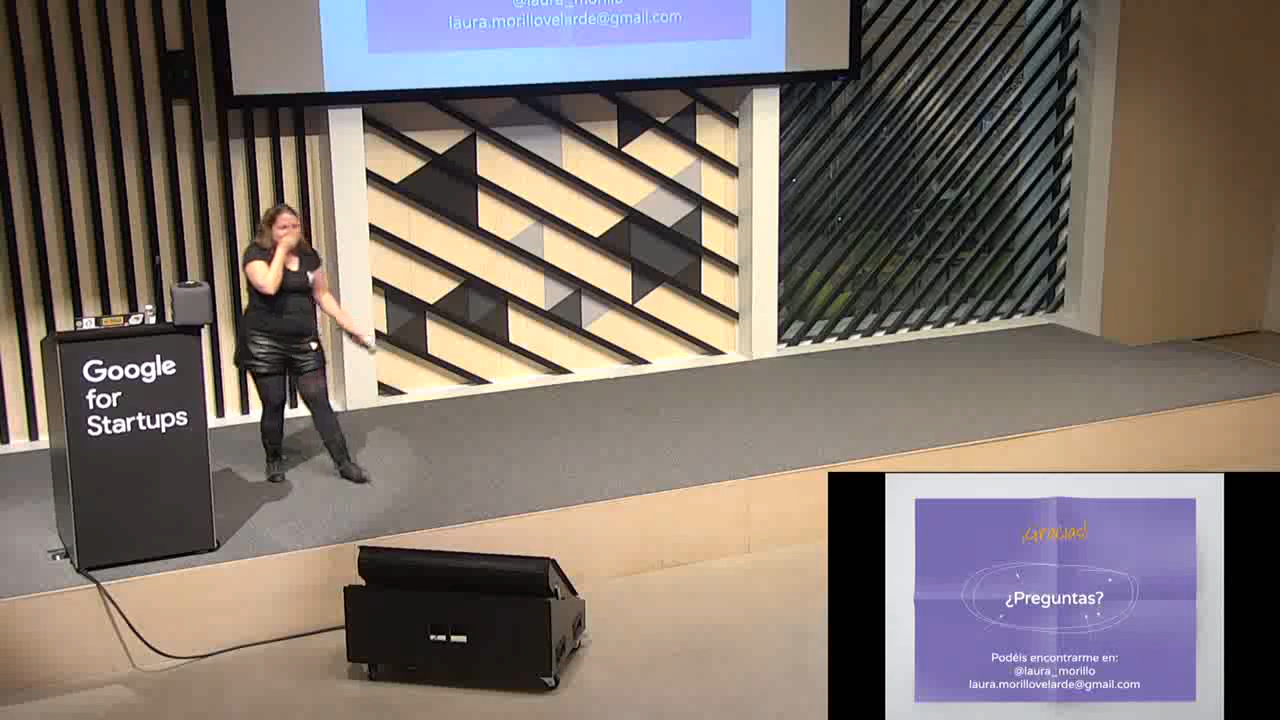 @laura_morillo
laura.morillovelarde@gmail.com
Google
for
Startups
¡Gracias!
¿Preguntas?
Podéis encontrarme en:
@laura_morillo
laura.morillovelarde@gmail.com